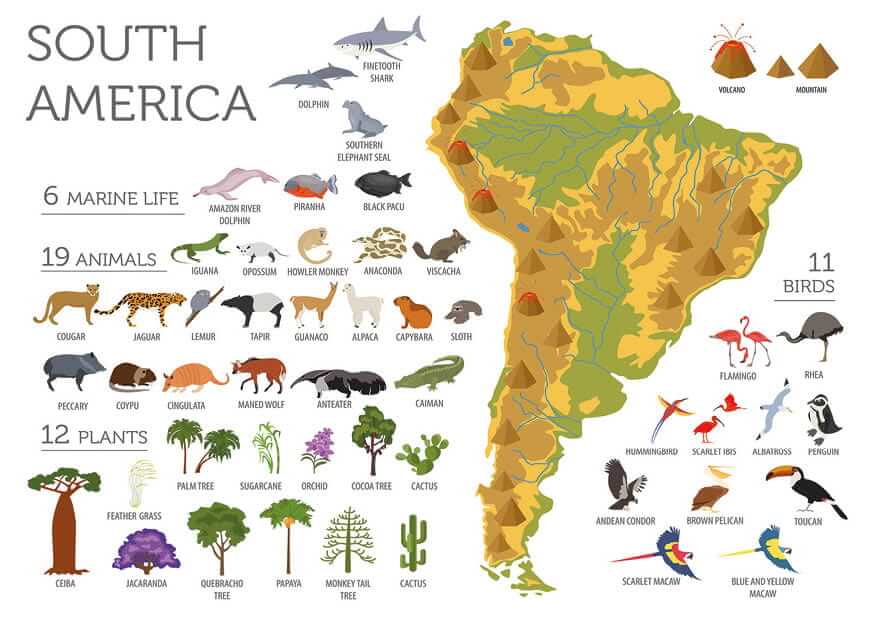 SOUTH
AMERICA
FINETOOTH
SHARK
DOLPHIN
SOUTHERN
ELEPHANT SEAL
VOLCANO
MOUNTAIN
6 MARINE LIFE
AMAZON RIVER
DOLPHIN
PIRANHA
BLACK PACU
19 ANIMALS
IGUANA
OPOSSUM
HOWLER MONKEY
ANACONDA
VISCACHA
COUGAR
JAGUAR
LEMUR
TAPIR
GUANACO
ALPACA
CAPYBARA
SLOTH
PECCARY
COYPU
CINGULATA
MANED WOLF
ANTEATER
CAIMAN
12 PLANTS
PALM TREE
SUGARCANE
ORCHID
COCOA TREE
CACTUS
FEATHER GRASS
CEIBA
JACARANDA
QUEBRACHO
TREE
PAPAYA
MONKEY TAIL
TREE
CACTUS
11
BIRDS
FLAMINGO
RHEA
HUMMINGBIRD
SCARLET IBIS
ALBATROSS
PENGUIN
ANDEAN CONDOR
BROWN PELICAN
TOUCAN
SCARLET MACAW
BLUE AND YELLOW
MACAW